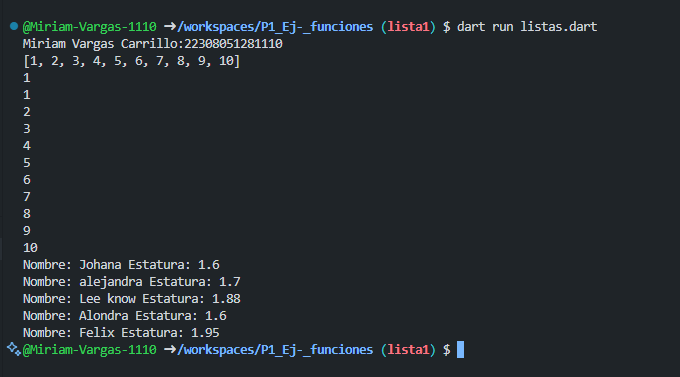 @Miriam-Vargas-1110 ➜/workspaces/P1_Ej-_funciones (lista1) $ dart run listas.dart
Miriam Vargas Carrillo:22308051281110
[1, 2, 3, 4, 5, 6, 7, 8, 9, 10]
1
1
2
3
4
5
6
7
8
9
10
Nombre: Johana Estatura: 1.6
Nombre: alejandra Estatura: 1.7
Nombre: Lee know Estatura: 1.88
Nombre: Alondra Estatura: 1.6
Nombre: Felix Estatura: 1.95
@Miriam-Vargas-1110 ➜/workspaces/P1_Ej-_funciones (lista1) $